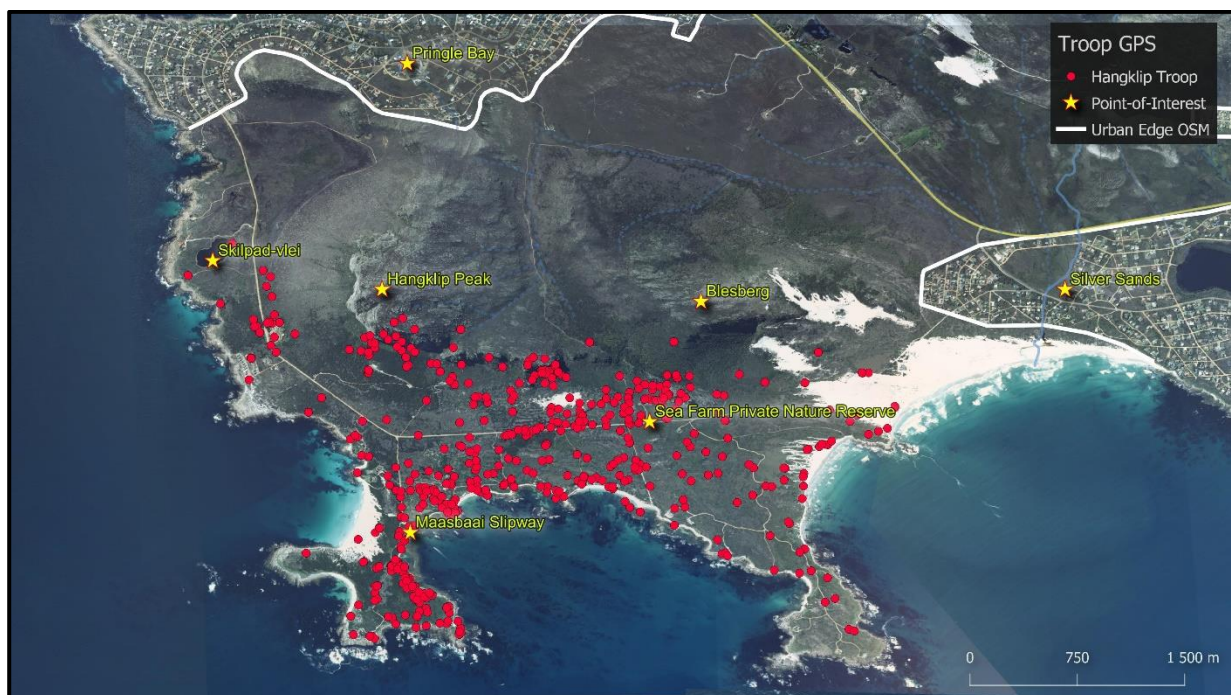 Pringle Bay
Troop GPS
Hangklip Troop
Point-of-Interest
Urban Edge OSM
Skilpad-vlei
Hangklip Peak
Blesberg
Silver Sands
Sea Farm Private Nature Reserve
Maasbaai Slipway
0 750 1 500 m